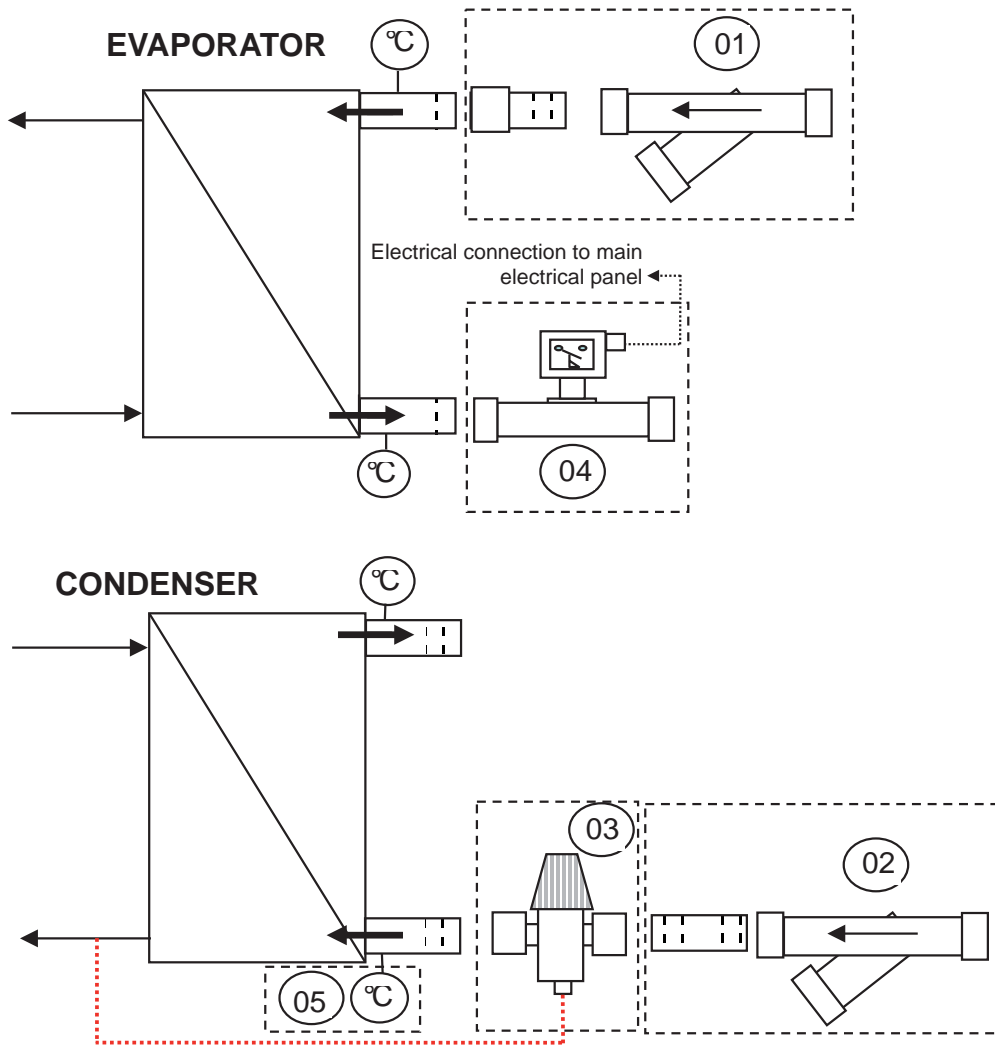 EVAPORATOR
℃
01
Electrical connection to main
electrical panel
℃
04
CONDENSER
℃
03
02
05
℃